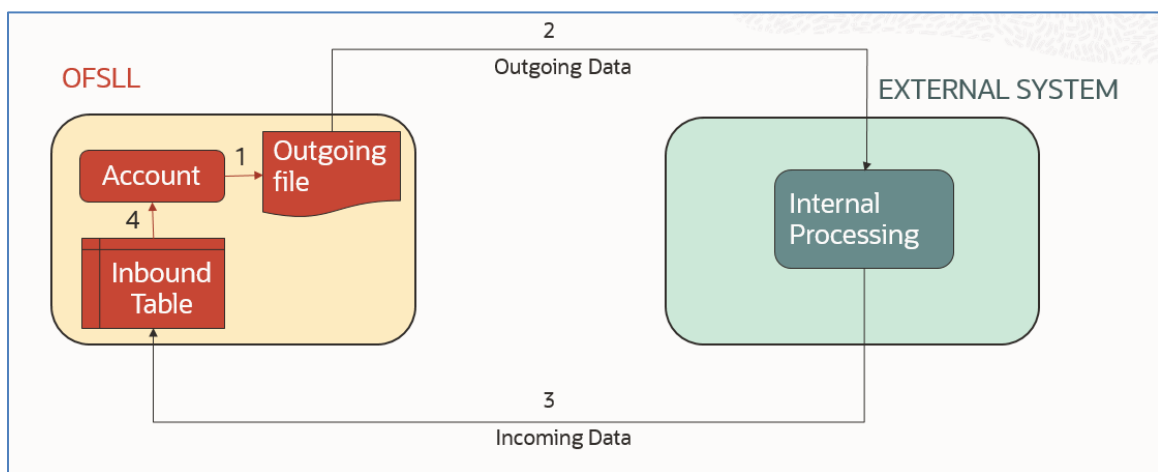 2
Outgoing Data
OFSLL
EXTERNAL SYSTEM
Account
1
Outgoing
file
4
Inbound
Table
Internal
Processing
3
Incoming Data